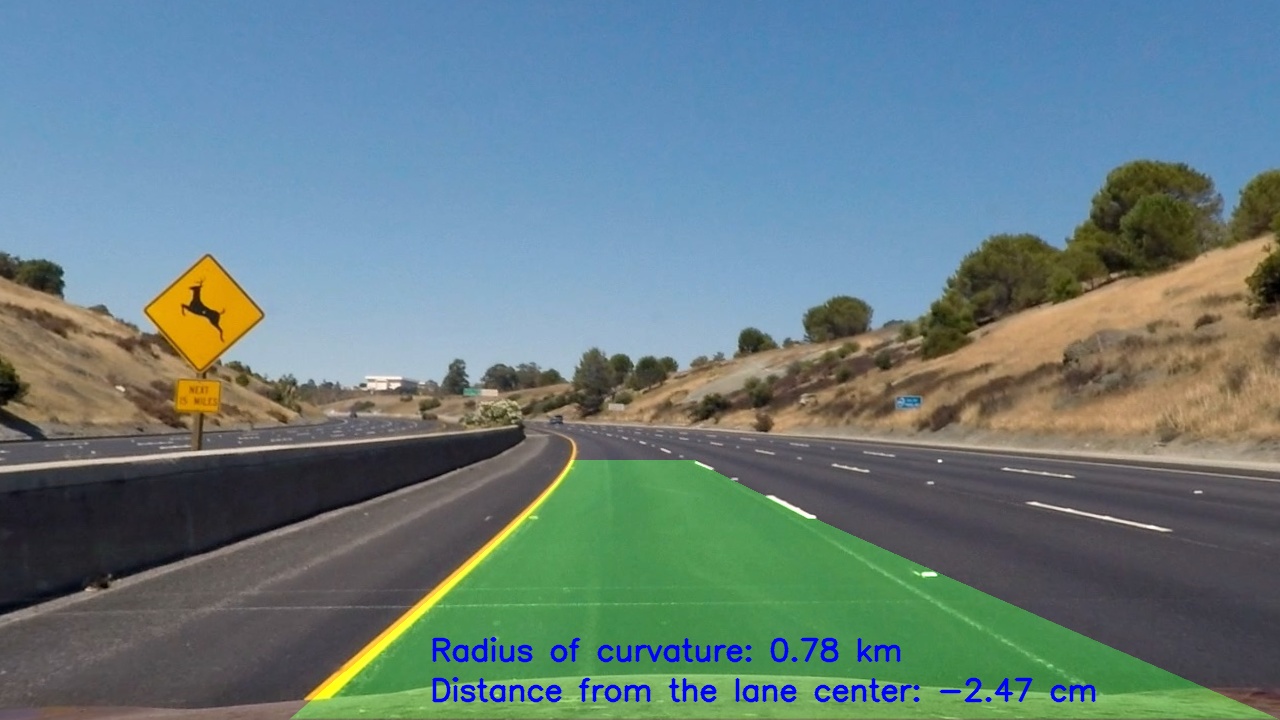 NEXT
15 MILES
Radius of curvature: 0.78 km
Distance from the lane center: −2.47 cm